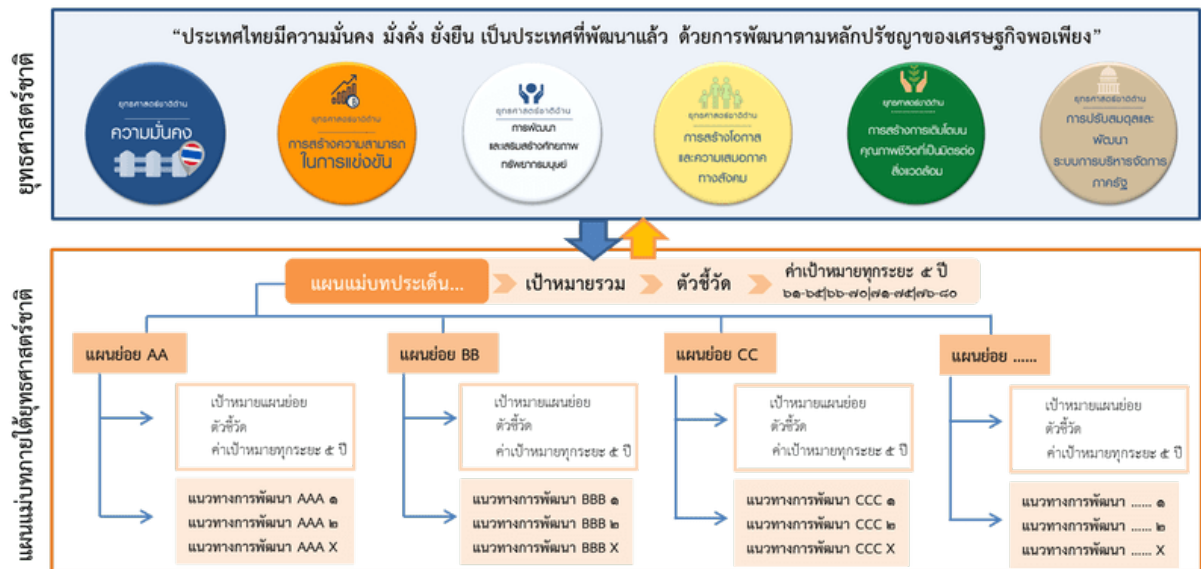 ยุทธศาสตร์ชาติ
“ประเทศไทยมีความมั่นคง มั่งคั่ง ยั่งยืน เป็นประเทศที่พัฒนาแล้ว ด้วยการพัฒนาตามหลักปรัชญาของเศรษฐกิจพอเพียง”
ยุทธศาสตร์ชาติด้าน
ความมั่นคง
ยุทธศาสตร์ชาติด้าน
การสร้างความสามารถ
ในการแข่งขัน
ยุทธศาสตร์ชาติด้าน
การพัฒนา
และเสริมสร้างศักยภาพ
ทรัพยากรมนุษย์
ยุทธศาสตร์ชาติด้าน
การสร้างโอกาส
และความเสมอภาค
ทางสังคม
ยุทธศาสตร์ชาติด้าน
การสร้างการเติบโตบน
คุณภาพชีวิตที่เป็นมิตรต่อ
สิ่งแวดล้อม
ยุทธศาสตร์ชาติด้าน
การปรับสมดุลและ
พัฒนา
ระบบการบริหารจัดการ
ภาครัฐ
แผนแม่บทภายใต้ยุทธศาสตร์ชาติ
แผนแม่บทประเด็น...
เป้าหมายรวม
ตัวชี้วัด
ค่าเป้าหมายทุกระยะ ๕ ปี
๖๑-๖๕|๖๖-๗๐|๗๑-๗๕|๗๖-๘๐
แผนย่อย AA
เป้าหมายแผนย่อย
ตัวชี้วัด
ค่าเป้าหมายทุกระยะ ๕ ปี
แนวทางการพัฒนา AAA ๑
แนวทางการพัฒนา AAA ๒
แนวทางการพัฒนา AAA X
แผนย่อย BB
เป้าหมายแผนย่อย
ตัวชี้วัด
ค่าเป้าหมายทุกระยะ ๕ ปี
แนวทางการพัฒนา BBB ๑
แนวทางการพัฒนา BBB ๒
แนวทางการพัฒนา BBB X
แผนย่อย CC
เป้าหมายแผนย่อย
ตัวชี้วัด
ค่าเป้าหมายทุกระยะ ๕ ปี
แนวทางการพัฒนา CCC ๑
แนวทางการพัฒนา CCC ๒
แนวทางการพัฒนา CCC X
แผนย่อย ......
เป้าหมายแผนย่อย
ตัวชี้วัด
ค่าเป้าหมายทุกระยะ ๕ ปี
แนวทางการพัฒนา ...... ๑
แนวทางการพัฒนา ...... ๒
แนวทางการพัฒนา ...... X